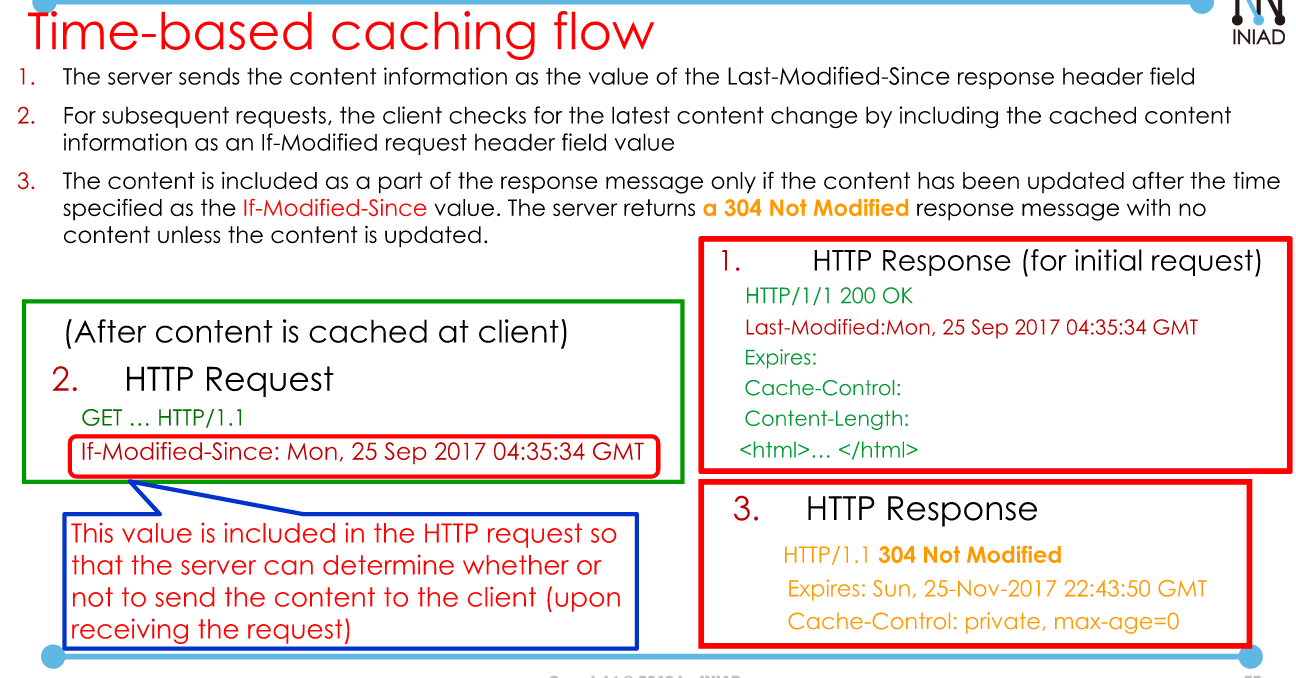 Time-based caching flow
INIAD
1. The server sends the content information as the value of the Last-Modified-Since response header field
2. For subsequent requests, the client checks for the latest content change by including the cached content
information as an If-Modified request header field value
3. The content is included as a part of the response message only if the content has been updated after the time
specified as the If-Modified-Since value. The server returns a 304 Not Modified response message with no
content unless the content is updated.
1. HTTP Response (for initial request)
HTTP/1/1 200 OK
Last-Modified:Mon, 25 Sep 2017 04:35:34 GMT
Expires:
Cache-Control:
Content-Length:
<html>... </html>
(After content is cached at client)
2. HTTP Request
GET ... HTTP/1.1
If-Modified-Since: Mon, 25 Sep 2017 04:35:34 GMT
This value is included in the HTTP request so
that the server can determine whether or
not to send the content to the client (upon
receiving the request)
3. HTTP Response
HTTP/1.1 304 Not Modified
Expires: Sun, 25-Nov-2017 22:43:50 GMT
Cache-Control: private, max-age=0